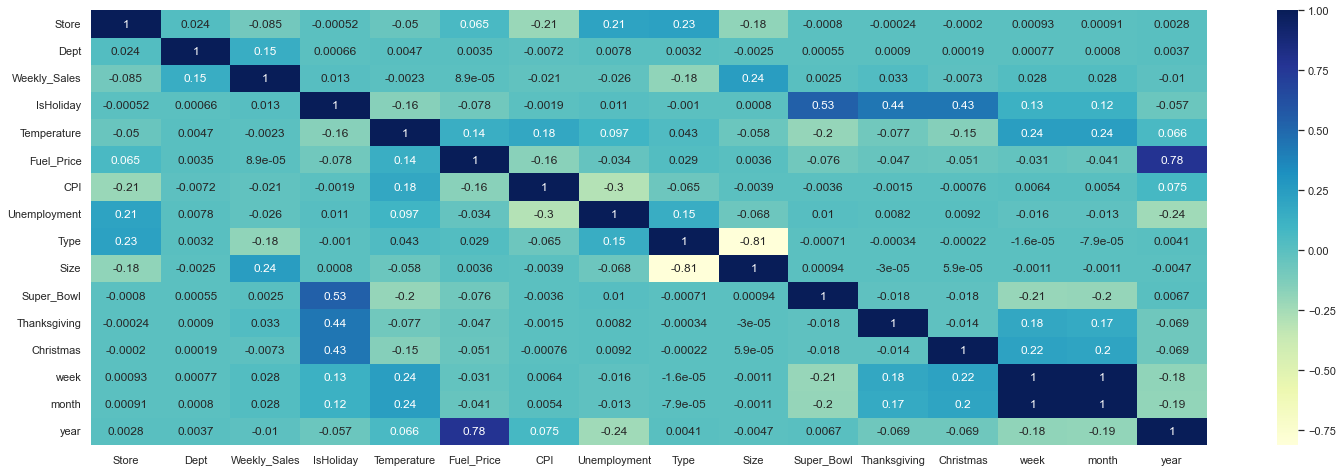 Store 1 0.024 -0.085 -0.00052 -0.05 0.065 -0.21 0.21 0.23 -0.18 -0.0008 -0.00024 -0.0002 0.00093 0.00091 0.0028 1.00
Dept 0.024 1 0.15 0.00066 0.0047 0.0035 -0.0072 0.0078 0.0032 -0.0025 0.00055 0.0009 0.00019 0.00077 0.0008 0.0037
Weekly_Sales -0.085 0.15 1 0.013 -0.0023 8.9e-05 -0.021 -0.026 -0.18 0.24 0.0025 0.033 -0.0073 0.028 0.028 -0.01 0.75
IsHoliday -0.00052 0.00066 0.013 1 -0.16 -0.078 -0.0019 0.011 -0.001 0.0008 0.53 0.44 0.43 0.13 0.12 -0.057
Temperature -0.05 0.0047 -0.0023 -0.16 1 0.14 0.18 0.097 0.043 -0.058 -0.2 -0.077 -0.15 0.24 0.24 0.066 0.50
Fuel_Price 0.065 0.0035 8.9e-05 -0.078 0.14 1 -0.16 -0.034 0.029 0.0036 -0.076 -0.047 -0.051 -0.031 -0.041 0.78
CPI -0.21 -0.0072 -0.021 -0.0019 0.18 -0.16 1 -0.3 -0.065 -0.0039 -0.0036 -0.0015 -0.00076 0.0064 0.0054 0.075 0.25
Unemployment 0.21 0.0078 -0.026 0.011 0.097 -0.034 -0.3 1 0.15 -0.068 0.01 0.0082 0.0092 -0.016 -0.013 -0.24
Type 0.23 0.0032 -0.18 -0.001 0.043 0.029 -0.065 0.15 1 -0.81 -0.00071 -0.00034 -0.00022 -1.6e-05 -7.9e-05 0.0041 0.00
Size -0.18 -0.0025 0.24 0.0008 -0.058 0.0036 -0.0039 -0.068 -0.81 1 0.00094 -3e-05 5.9e-05 -0.0011 -0.0011 -0.0047
Super_Bowl -0.0008 0.00055 0.0025 0.53 -0.2 -0.076 -0.0036 0.01 -0.00071 0.00094 1 -0.018 -0.018 -0.21 -0.2 0.0067 -0.25
Thanksgiving -0.00024 0.0009 0.033 0.44 -0.077 -0.047 -0.0015 0.0082 -0.00034 -3e-05 -0.018 1 -0.014 0.18 0.17 -0.069
Christmas -0.0002 0.00019 -0.0073 0.43 -0.15 -0.051 -0.00076 0.0092 -0.00022 5.9e-05 -0.018 -0.014 1 0.22 0.2 -0.069 -0.50
week 0.00093 0.00077 0.028 0.13 0.24 -0.031 0.0064 -0.016 -1.6e-05 -0.0011 -0.21 0.18 0.22 1 1 -0.18
month 0.00091 0.0008 0.028 0.12 0.24 -0.041 0.0054 -0.013 -7.9e-05 -0.0011 -0.2 0.17 0.2 1 1 -0.19
year 0.0028 0.0037 -0.01 -0.057 0.066 0.78 0.075 -0.24 0.0041 -0.0047 0.0067 -0.069 -0.069 -0.18 -0.19 1 -0.75
Store Dept Weekly_Sales IsHoliday Temperature Fuel_Price CPI Unemployment Type Size Super_Bowl Thanksgiving Christmas week month year